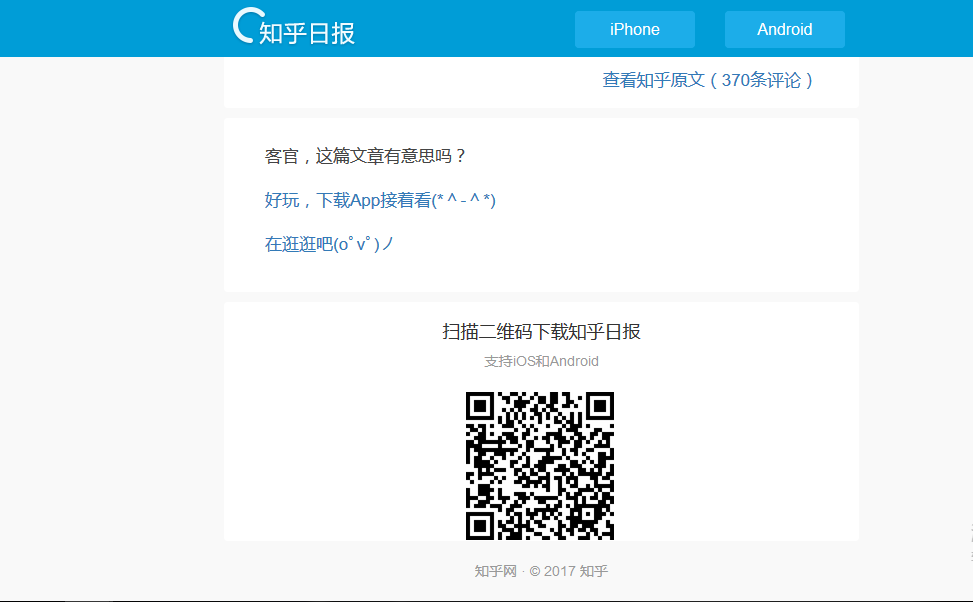 知乎日报
iPhone
Android
查看知乎原文（370条评论）
客官，这篇文章有意思吗？
好玩，下载App接着看(*＾-＾*)
在逛逛吧(oﾟvﾟ)ノ
扫描二维码下载知乎日报
支持iOS和Android
知乎网 · © 2017 知乎